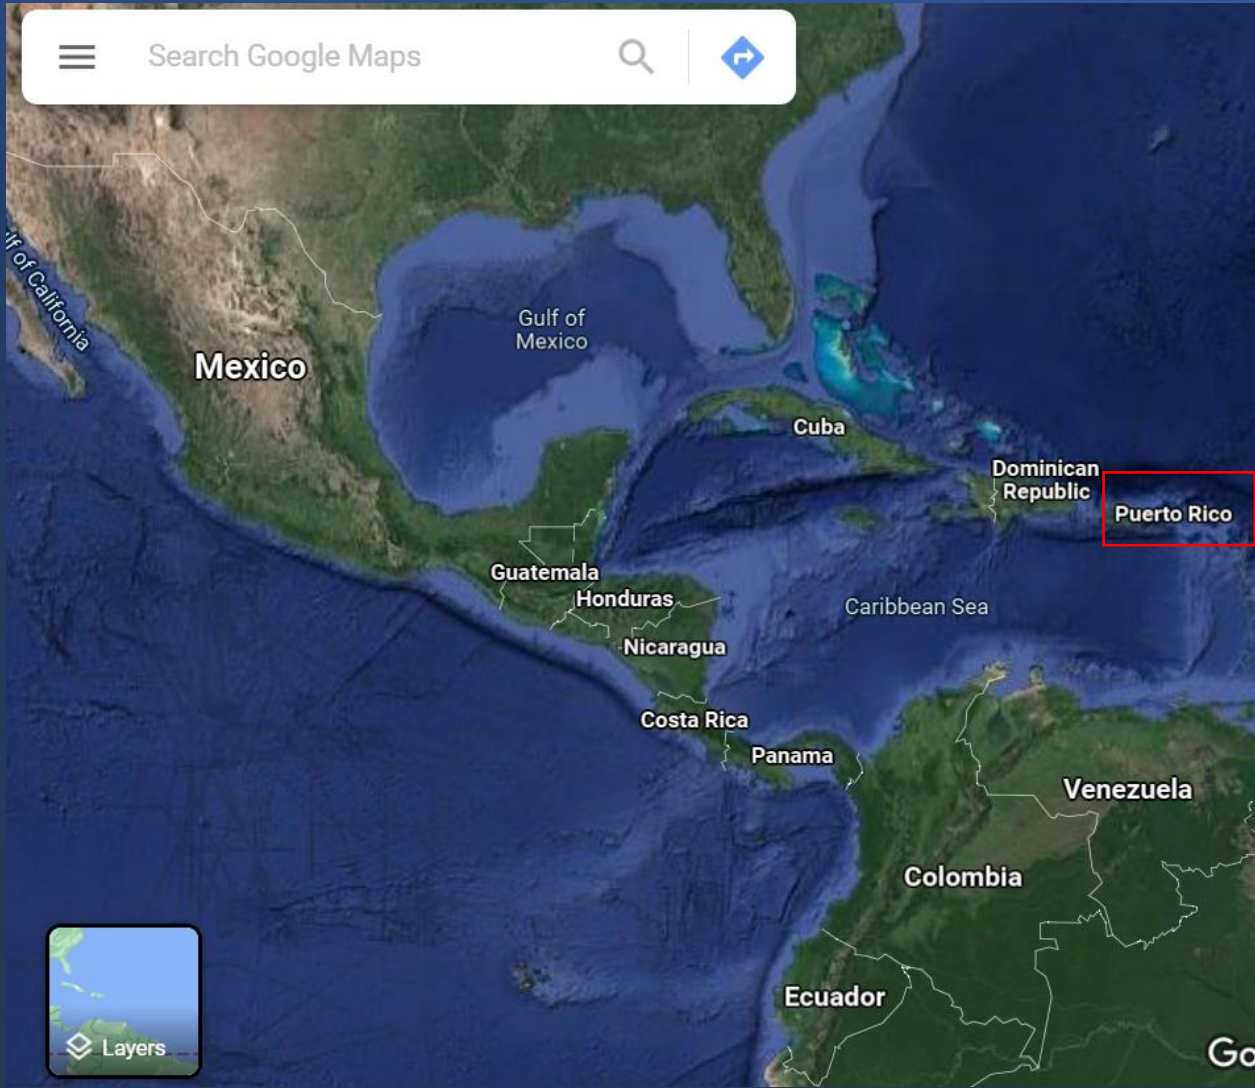 Search Google Maps
Gulf of California
Gulf of
Mexico
Mexico
Cuba
Dominican
Republic
Puerto Rico
Guatemala
Honduras
Caribbean Sea
Nicaragua
Costa Rica
Panama
Venezuela
Colombia
Ecuador
Layers
Go